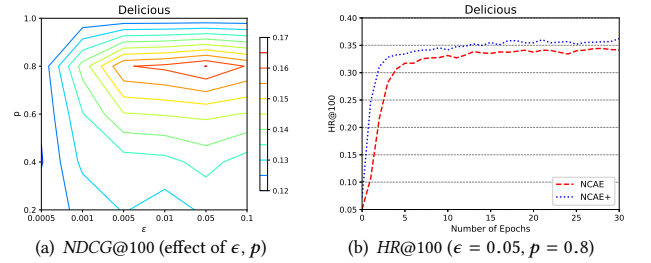 Delicious
1.0
0.8
0.6
0.4
0.2
p
0.0005 0.001 0.005 0.01 0.05 0.1
ϵ
0.17
0.16
0.15
0.14
0.13
0.12
(a) NDCG@100 (effect of ϵ, p)
Delicious
0.40
0.35
0.30
0.25
0.20
0.15
0.10
0.05
HR@100
0 5 10 15 20 25 30
Number of Epochs
NCAE
NCAE+
(b) HR@100 (ϵ = 0.05, p = 0.8)